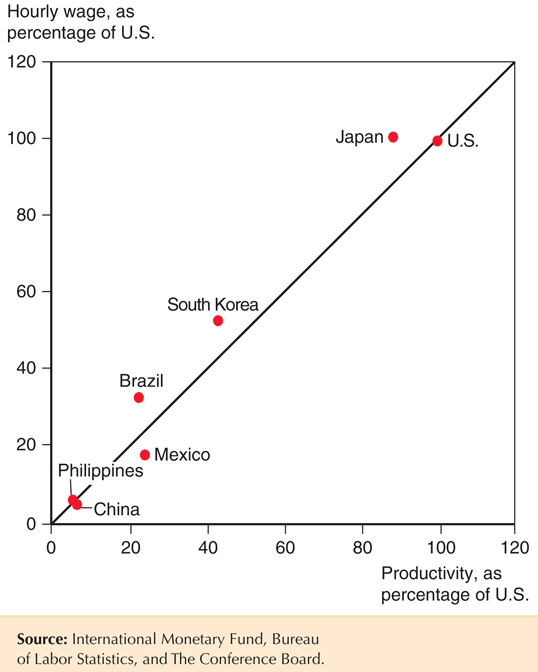 Hourly wage, as
percentage of U.S.
120
100
80
60
40
20
0
Japan
U.S.
South Korea
Brazil
Mexico
Philippines
China
0 20 40 60 80 100 120
Productivity, as
percentage of U.S.
Source: International Monetary Fund, Bureau
of Labor Statistics, and The Conference Board.